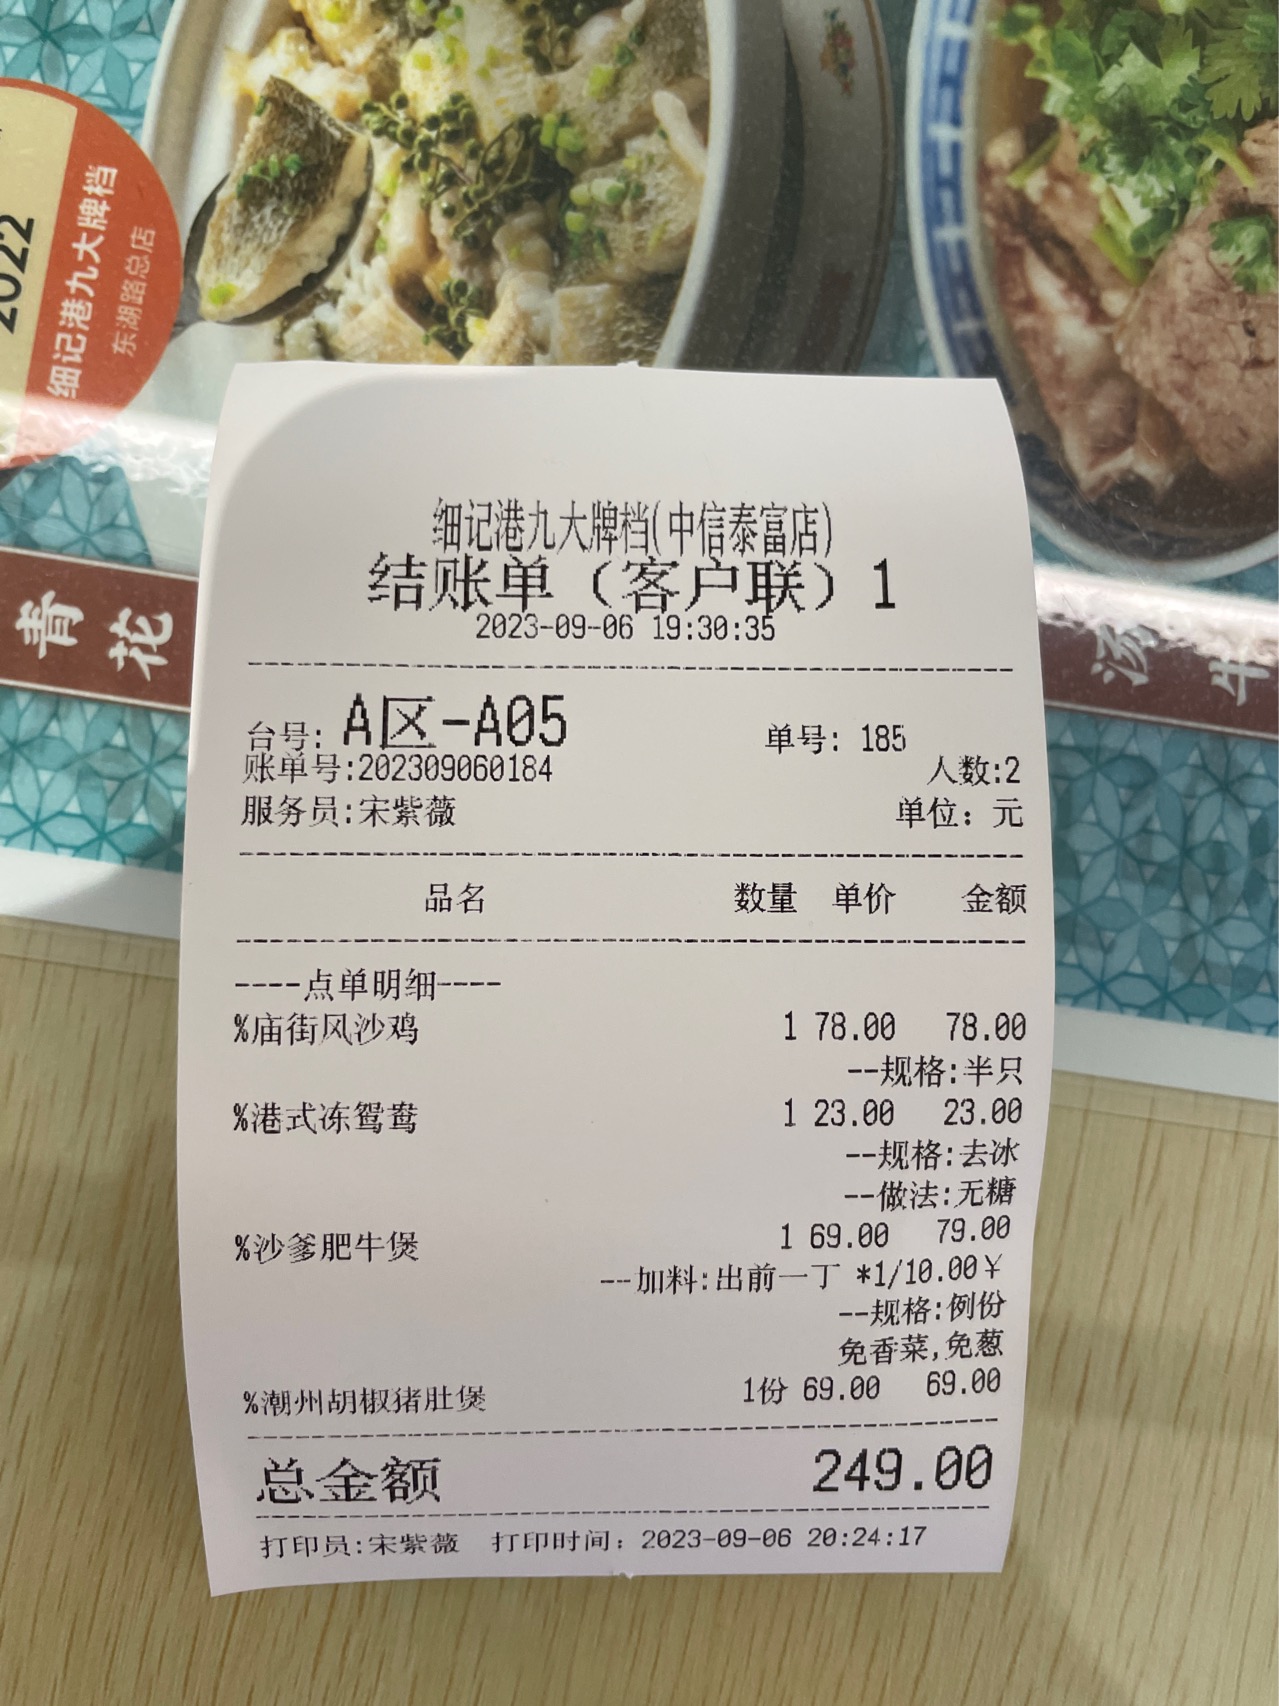 2022
细记港九大牌档
东湖路总店
青花
汤牛
细记港九大牌档(中信泰富店)
结账单（客户联）1
2023-09-06 19:30:35
台号: A区-A05 单号: 185
账单号:202309060184 人数:2
服务员:宋紫薇 单位: 元
品名 数量 单价 金额
----点单明细----
%庙街风沙鸡 1 78.00 78.00
--规格:半只
%港式冻鸳鸯 1 23.00 23.00
--规格:去冰
--做法:无糖
%沙爹肥牛煲 1 69.00 79.00
---加料:出前一丁 *1/10.00¥
--规格:例份
免香菜,免葱
%潮州胡椒猪肚煲 1份 69.00 69.00
总金额 249.00
打印员:宋紫薇 打印时间: 2023-09-06 20:24:17